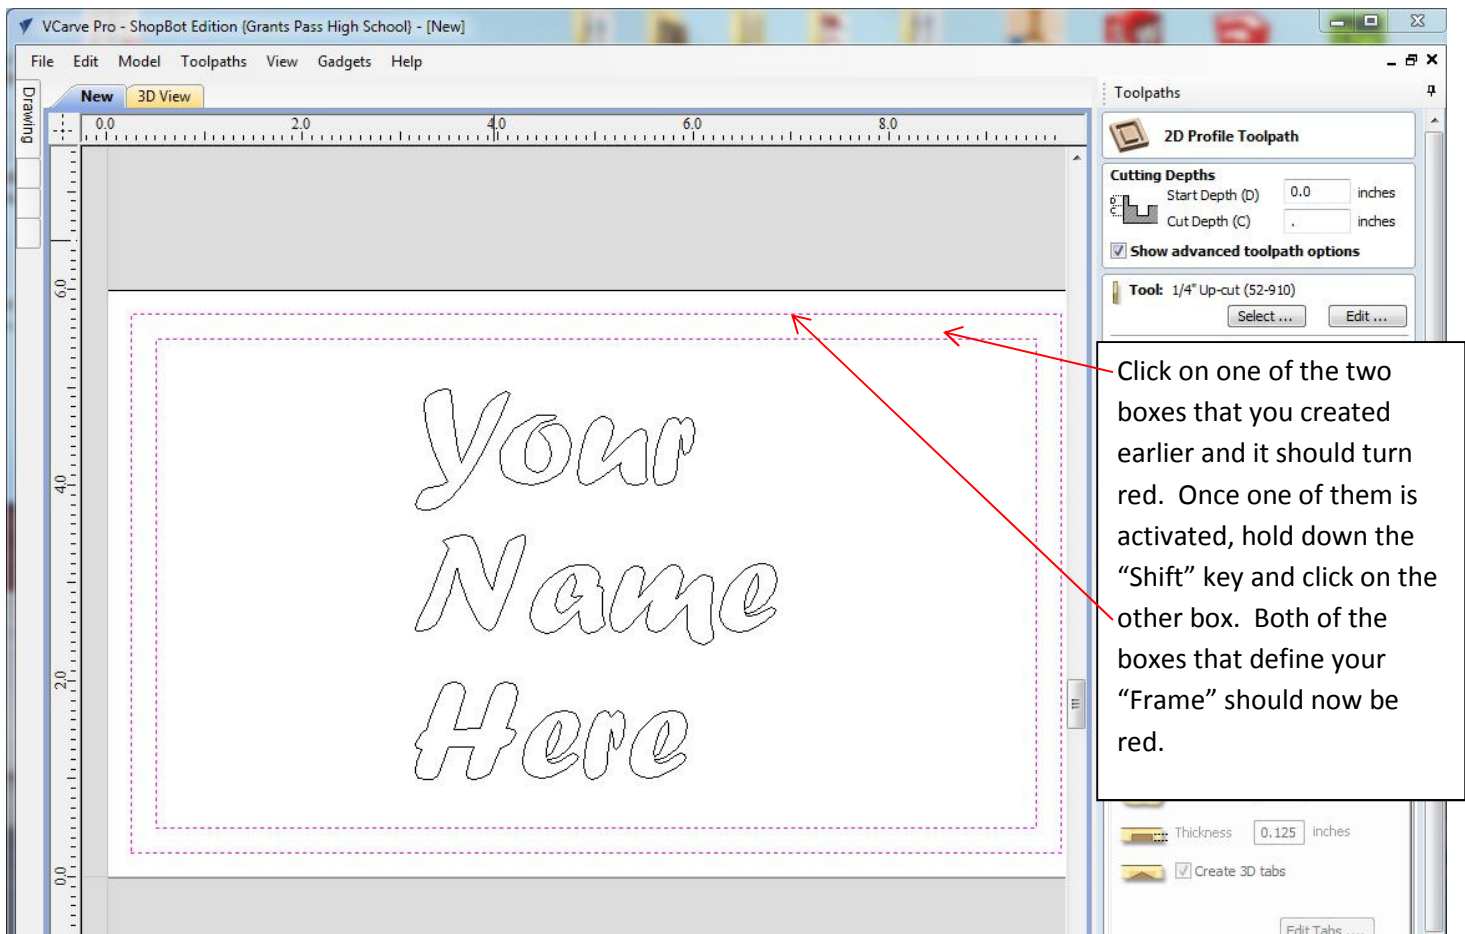 VCarve Pro - ShopBot Edition {Grants Pass High School} - [New]
File Edit Model Toolpaths View Gadgets Help
Drawing
New 3D View
Toolpaths
0.0 2.0 4.0 6.0 8.0
2D Profile Toolpath
Cutting Depths
Start Depth (D) 0.0 inches
Cut Depth (C) . inches
D
C
Show advanced toolpath options
Tool: 1/4" Up-cut (52-910)
Select ... Edit ...
6.0
4.0
2.0
0.0
Your
Name
Here
Click on one of the two
boxes that you created
earlier and it should turn
red. Once one of them is
activated, hold down the
“Shift” key and click on the
other box. Both of the
boxes that define your
“Frame” should now be
red.
Thickness 0.125 inches
Create 3D tabs
Edit Tabs ....